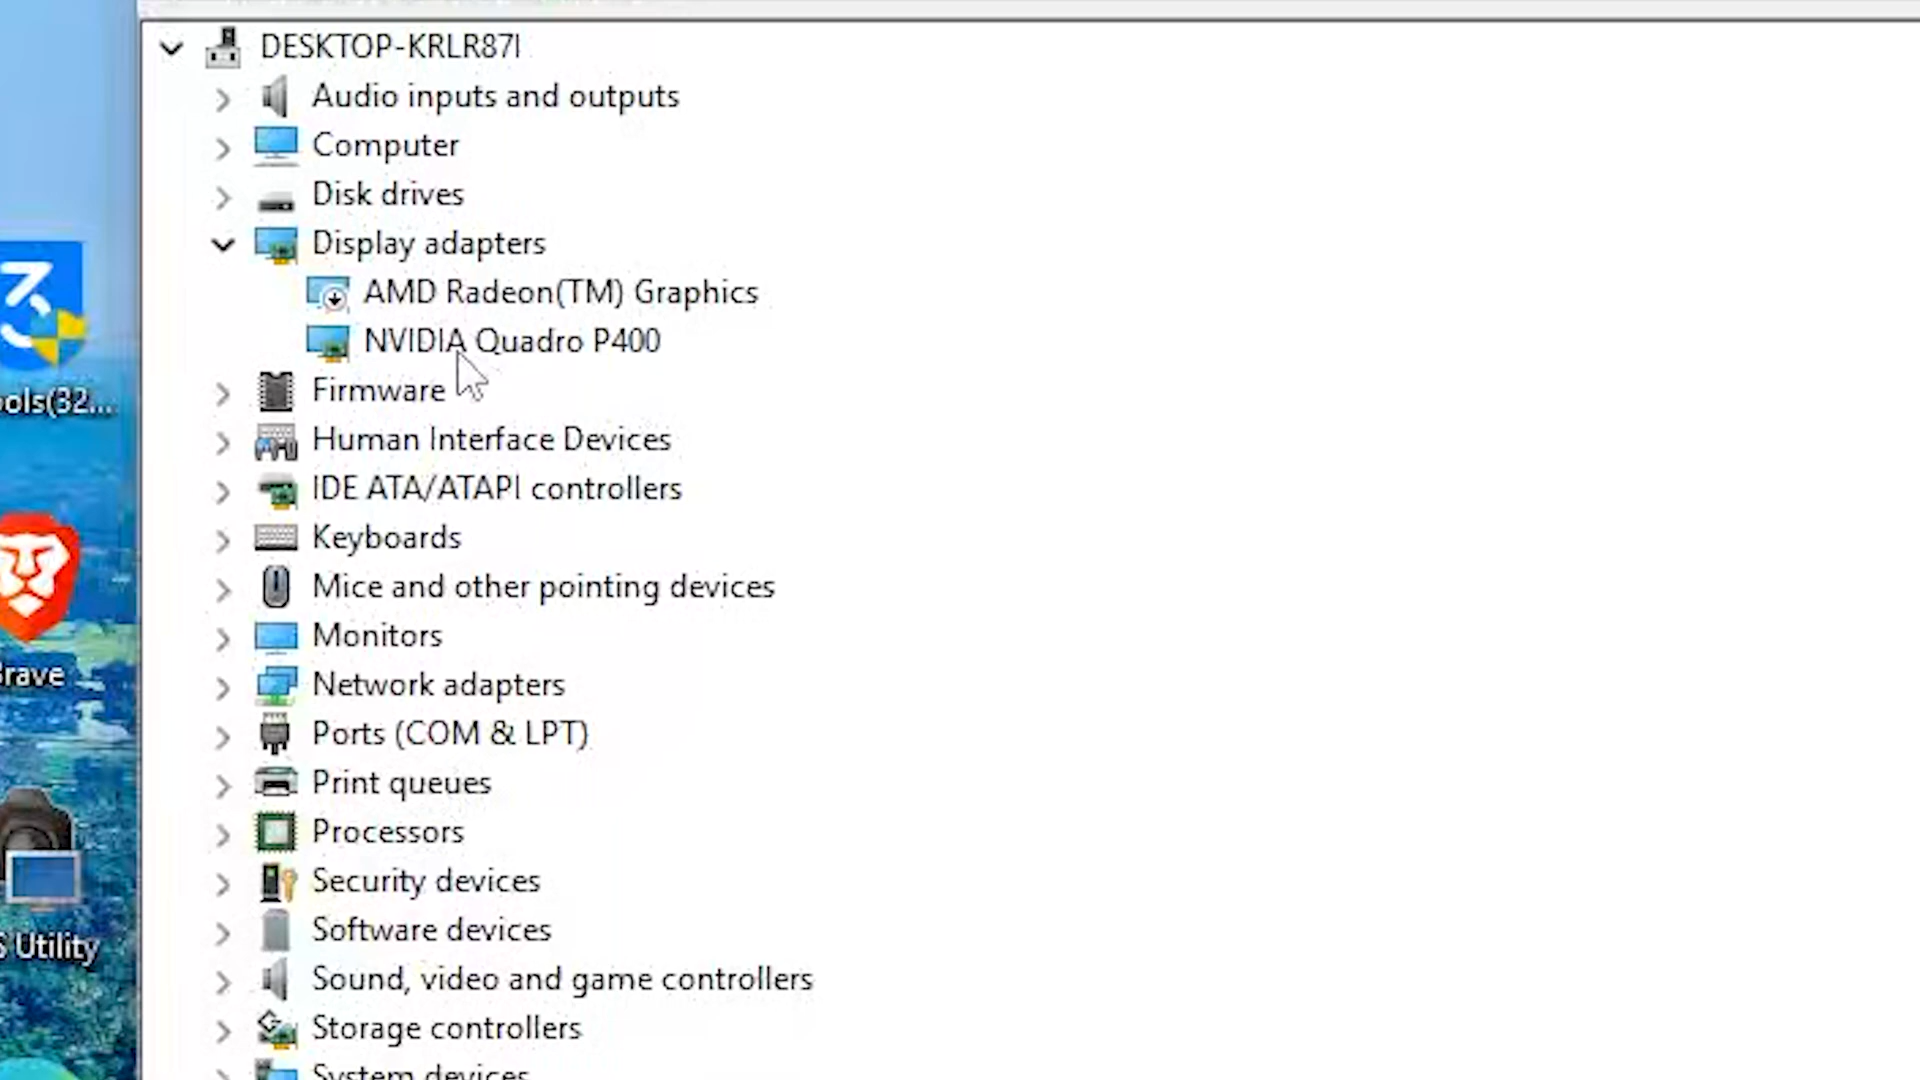 DESKTOP-KRLR87I
Audio inputs and outputs
Computer
Disk drives
Display adapters
AMD Radeon(TM) Graphics
NVIDIA Quadro P400
ools(32...
Firmware
Human Interface Devices
IDE ATA/ATAPI controllers
Keyboards
Mice and other pointing devices
Monitors
Brave
Network adapters
Ports (COM & LPT)
Print queues
Processors
Security devices
Software devices
S Utility
Sound, video and game controllers
Storage controllers
System devices